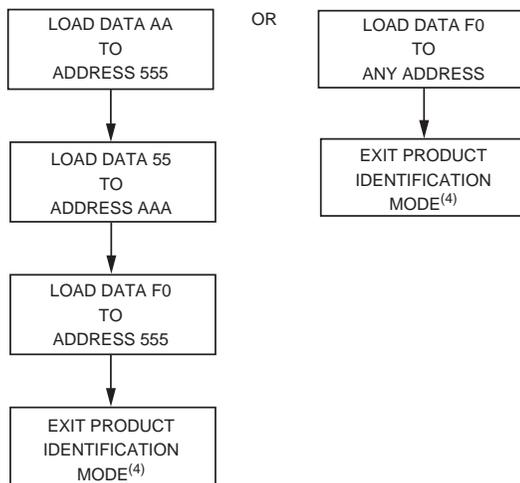 LOAD DATA AA
TO
ADDRESS 555
LOAD DATA 55
TO
ADDRESS AAA
LOAD DATA F0
TO
ADDRESS 555
EXIT PRODUCT
IDENTIFICATION
MODE(4)
OR
LOAD DATA F0
TO
ANY ADDRESS
EXIT PRODUCT
IDENTIFICATION
MODE(4)